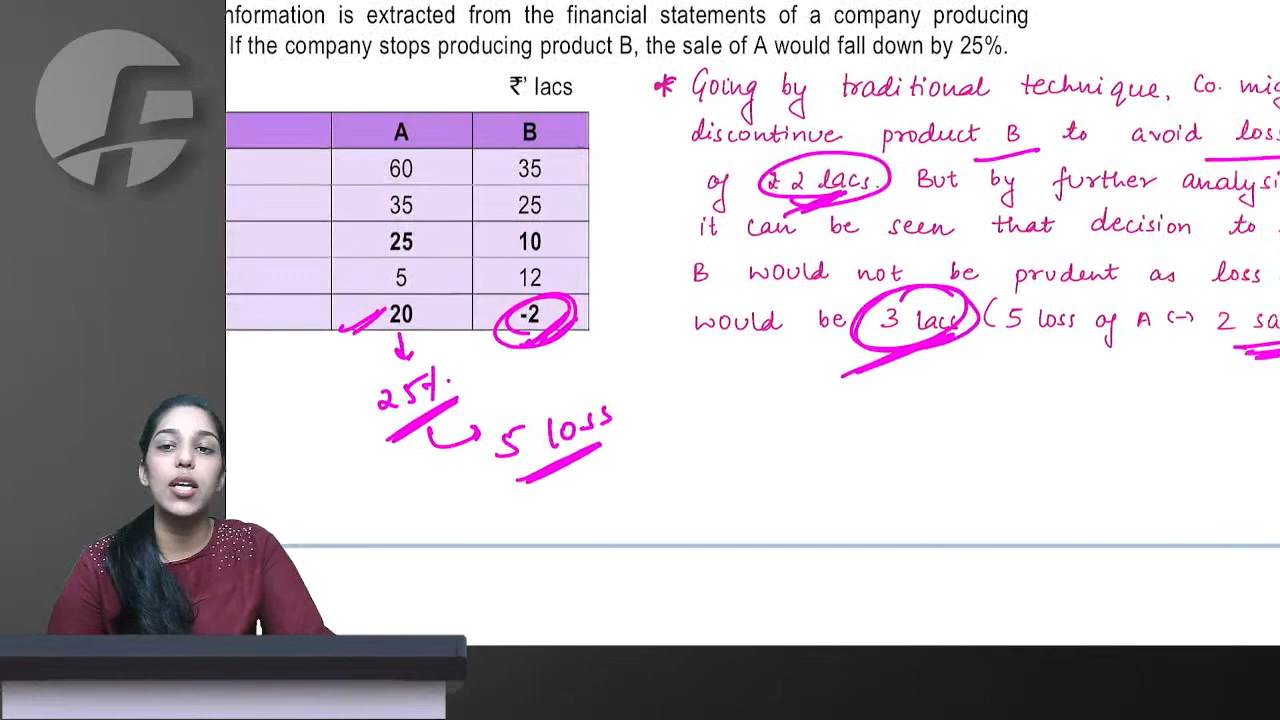 nformation is extracted from the financial statements of a company producing
If the company stops producing product B, the sale of A would fall down by 25%.
₹' lacs
A B
60 35
35 25
25 10
5 12
20 -2
25%.
5 loss
* Going by traditional technique, Co. mig
discontinue product B to avoid loss
of ₹ 2 lacs. But by further analysi
it can be seen that decision to
B would not be prudent as loss
would be 3 lacs (5 loss of A (-) 2 sa